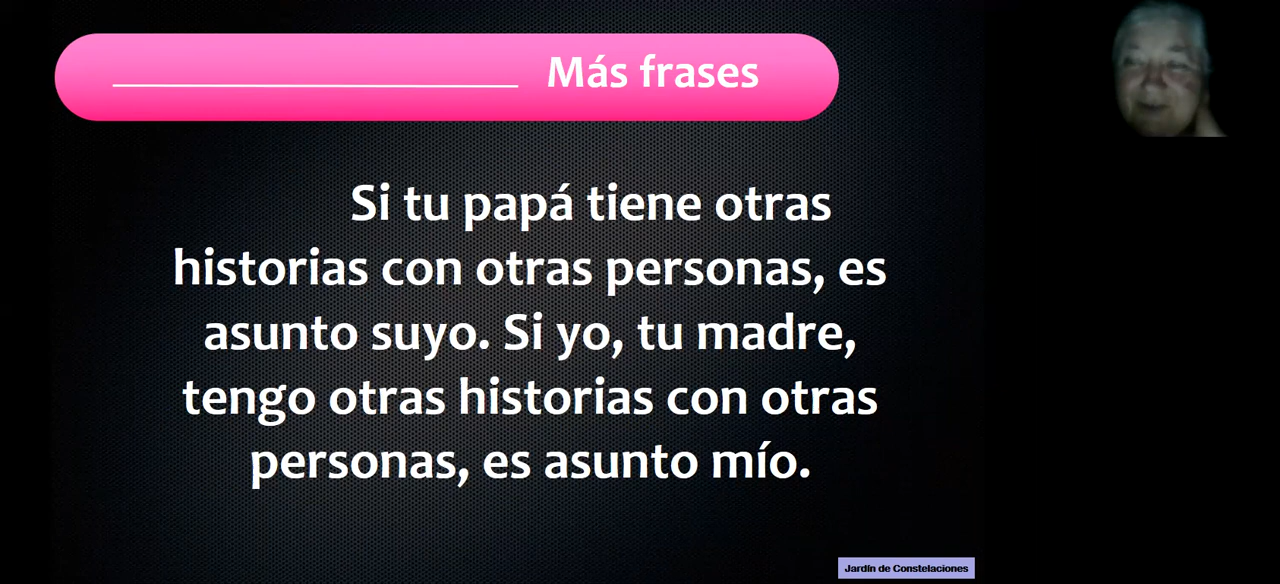 Más frases
Si tu papá tiene otras
historias con otras personas, es
asunto suyo. Si yo, tu madre,
tengo otras historias con otras
personas, es asunto mío.
Jardín de Constelaciones